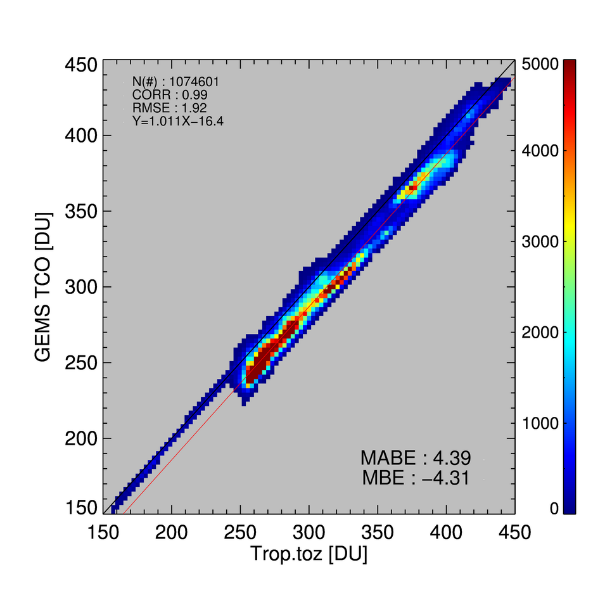 N(#) : 1074601
CORR : 0.99
RMSE : 1.92
Y=1.011X−16.4
450
400
350
300
250
200
150
GEMS TCO [DU]
MABE : 4.39
MBE : −4.31
150 200 250 300 350 400 450
Trop.toz [DU]
5000
4000
3000
2000
1000
0